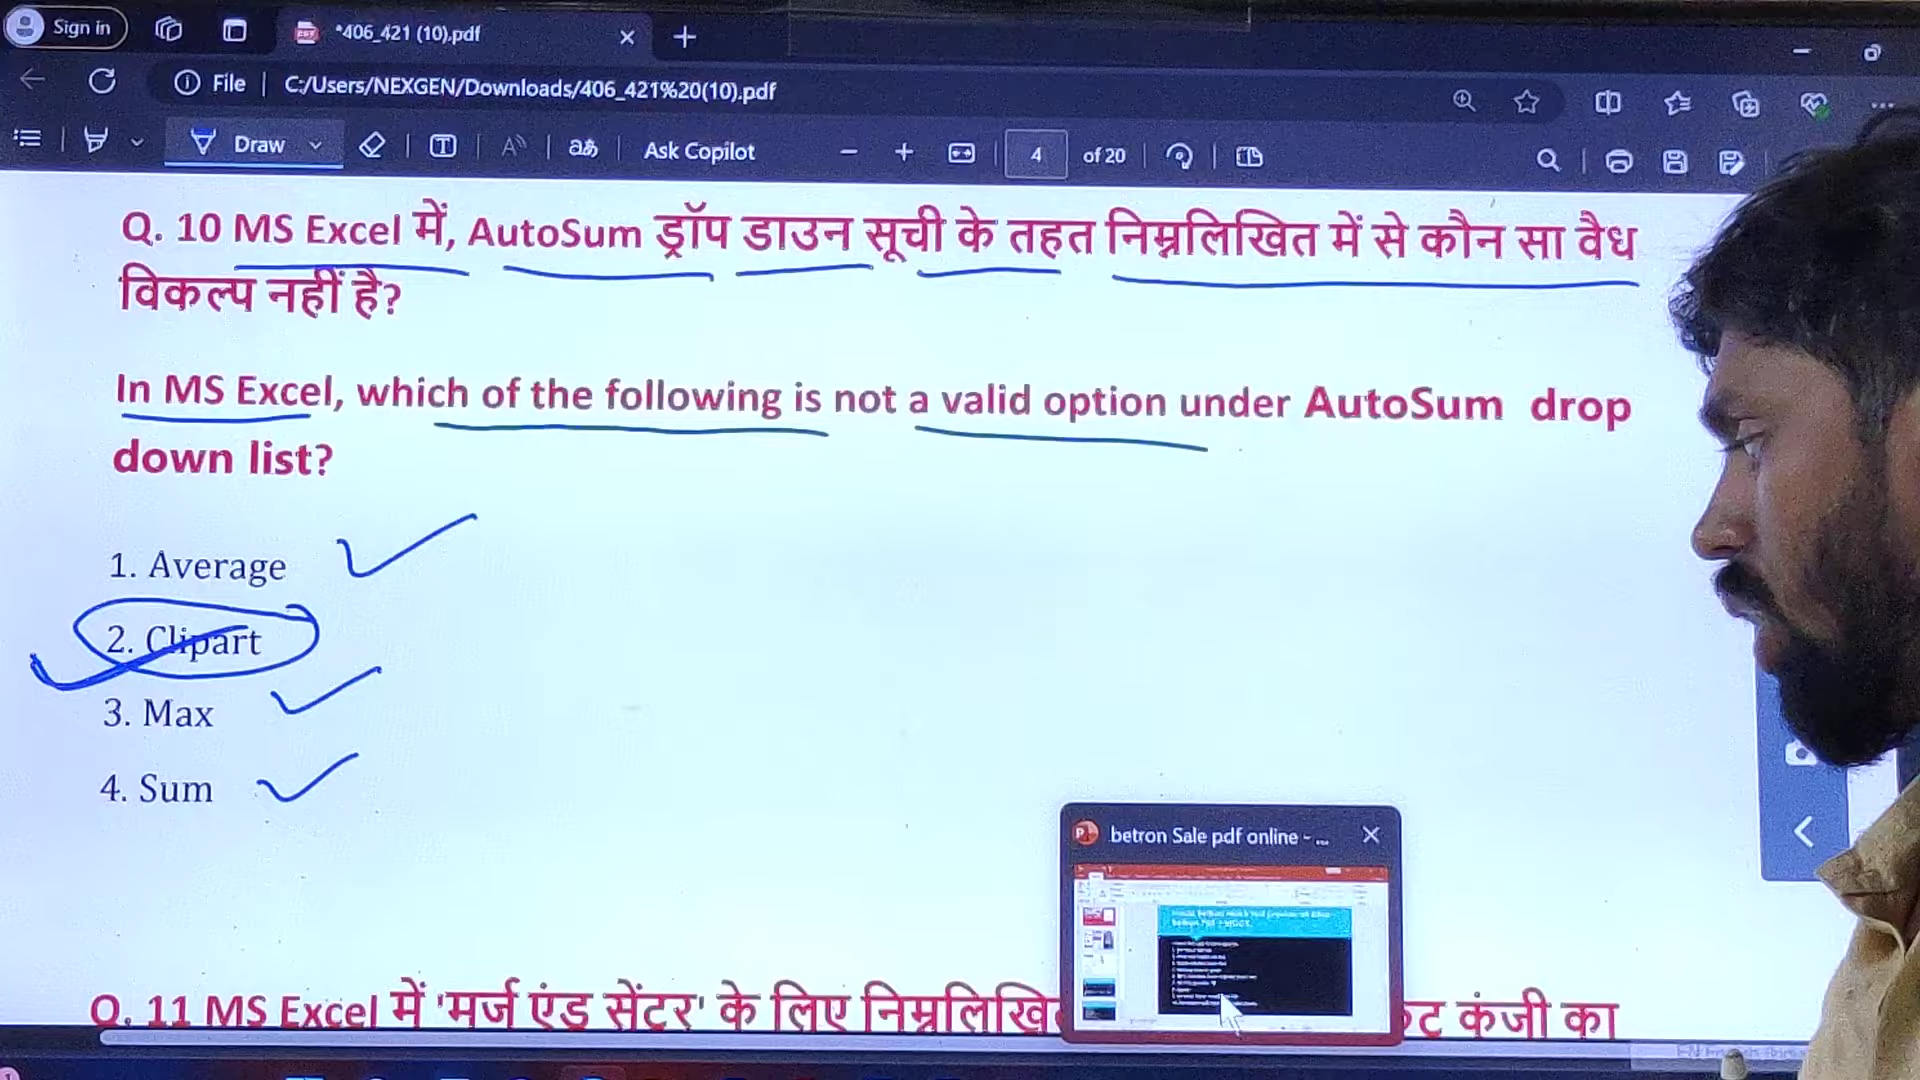 Sign in
*406_421 (10).pdf
File
C:/Users/NEXGEN/Downloads/406_421%20(10).pdf
Draw
Ask Copilot
4 of 20
Q. 10 MS Excel में, AutoSum ड्रॉप डाउन सूची के तहत निम्नलिखित में से कौन सा वैध
विकल्प नहीं है?
In MS Excel, which of the following is not a valid option under AutoSum drop
down list?
1. Average
2. Clipart
3. Max
4. Sum
betron Sale pdf online - ...
Q. 11 MS Excel में 'मर्ज एंड सेंटर' के लिए कंजी का